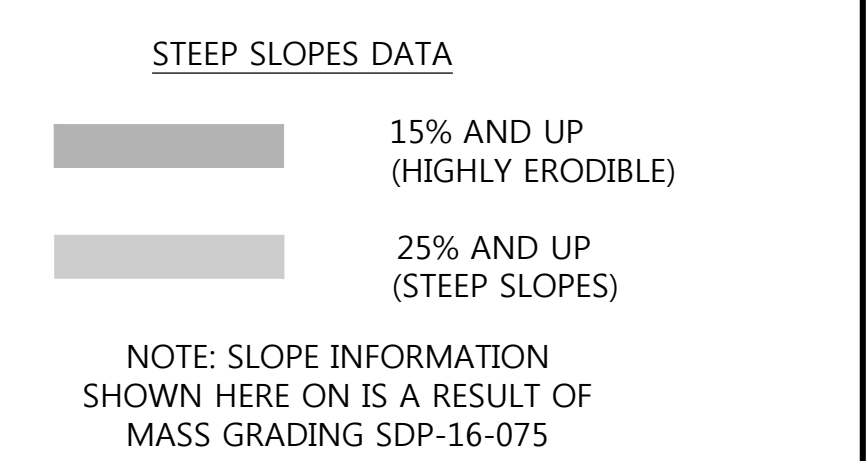 STEEP SLOPES DATA
15% AND UP
(HIGHLY ERODIBLE)
25% AND UP
(STEEP SLOPES)
NOTE: SLOPE INFORMATION
SHOWN HERE ON IS A RESULT OF
MASS GRADING SDP-16-075